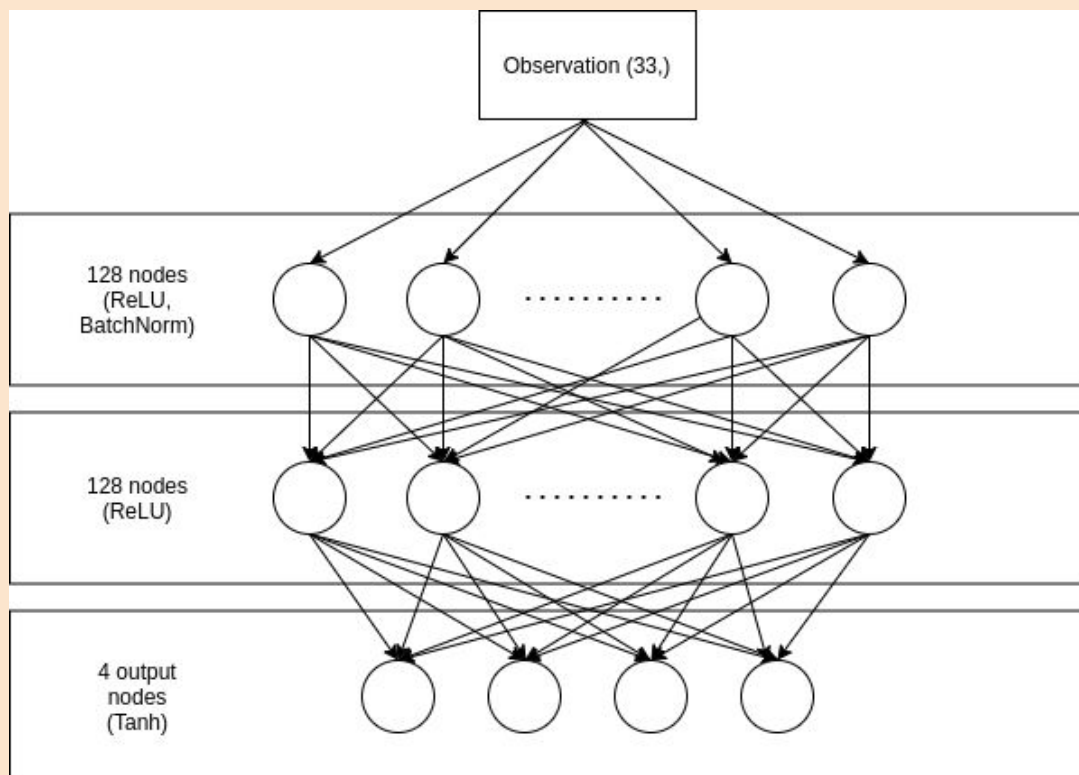 Observation (33,)
128 nodes
(ReLU,
BatchNorm)
128 nodes
(ReLU)
4 output
nodes
(Tanh)